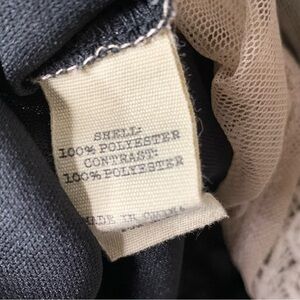 SHELL:
100% POLYESTER
CONTRAST:
100% POLYESTER
MADE IN CHINA